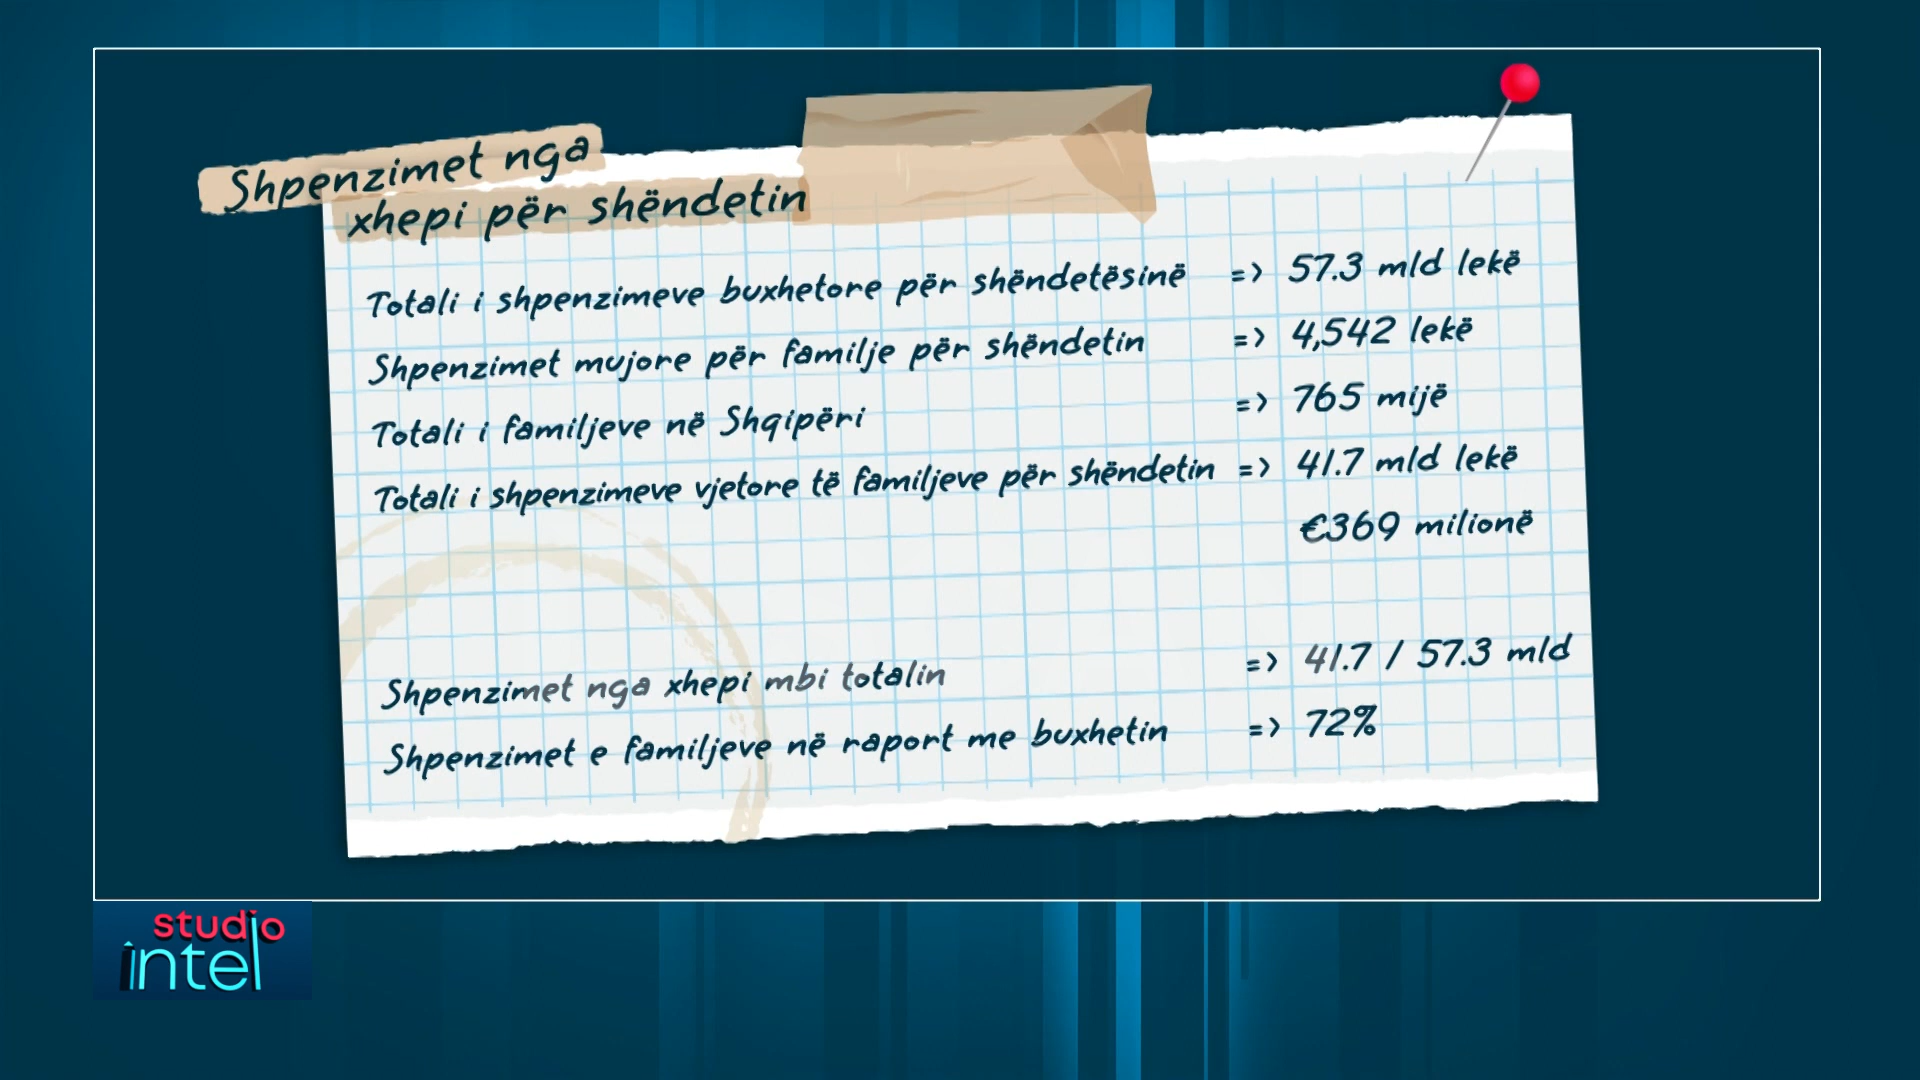 Shpenzimet nga
xhepi për shëndetin
Totali i shpenzimeve buxhetore për shëndetësinë => 57.3 mld lekë
Shpenzimet mujore për familje për shëndetin => 4,542 lekë
Totali i familjeve në Shqipëri => 765 mijë
Totali i shpenzimeve vjetore të familjeve për shëndetin => 41.7 mld lekë
€369 milionë
Shpenzimet nga xhepi mbi totalin => 41.7 / 57.3 mld
Shpenzimet e familjeve në raport me buxhetin => 72%
studio
intel